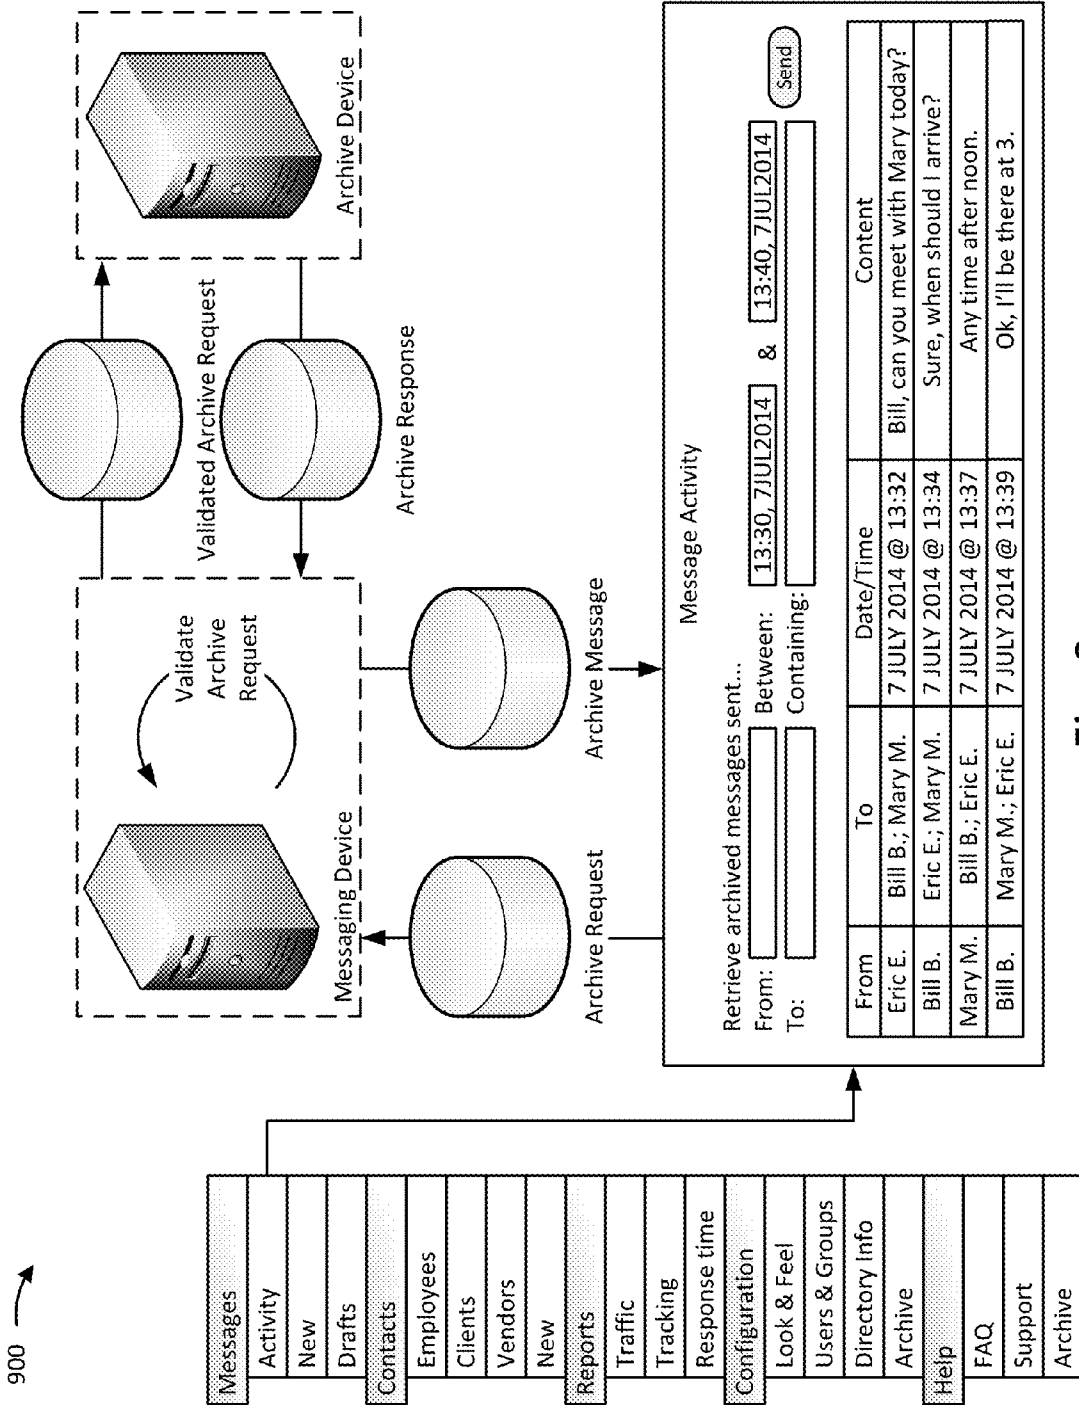 900
Messages
Activity
New
Drafts
Contacts
Employees
Clients
Vendors
New
Reports
Traffic
Tracking
Response time
Configuration
Look & Feel
Users & Groups
Directory Info
Archive
Help
FAQ
Support
Archive
Messaging Device
Validate
Archive
Request
Validated Archive Request
Archive Response
Archive Device
Archive Request
Archive Message
Message Activity
Retrieve archived messages sent...
From: Between: 13:30, 7JUL2014 & 13:40, 7JUL2014
To: Containing:
Send
From To Date/Time Content
Eric E. Bill B.; Mary M. 7 JULY 2014 @ 13:32 Bill, can you meet with Mary today?
Bill B. Eric E.; Mary M. 7 JULY 2014 @ 13:34 Sure, when should I arrive?
Mary M. Bill B.; Eric E. 7 JULY 2014 @ 13:37 Any time after noon.
Bill B. Mary M.; Eric E. 7 JULY 2014 @ 13:39 Ok, I'll be there at 3.